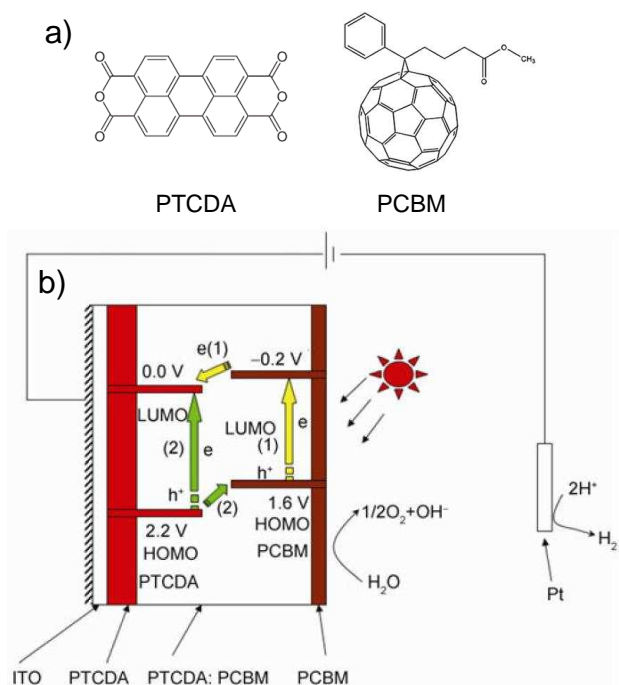 a)
O O
O O
O O
O
O
CH₃
PTCDA PCBM
b)
e(1)
0.0 V
−0.2 V
LUMO
(2) e
LUMO
(1)
e
h⁺
h⁺
(2)
2.2 V
HOMO
PTCDA
1.6 V
HOMO
PCBM
1/2O₂+OH⁻
H₂O
2H⁺
H₂
Pt
ITO PTCDA PTCDA: PCBM PCBM